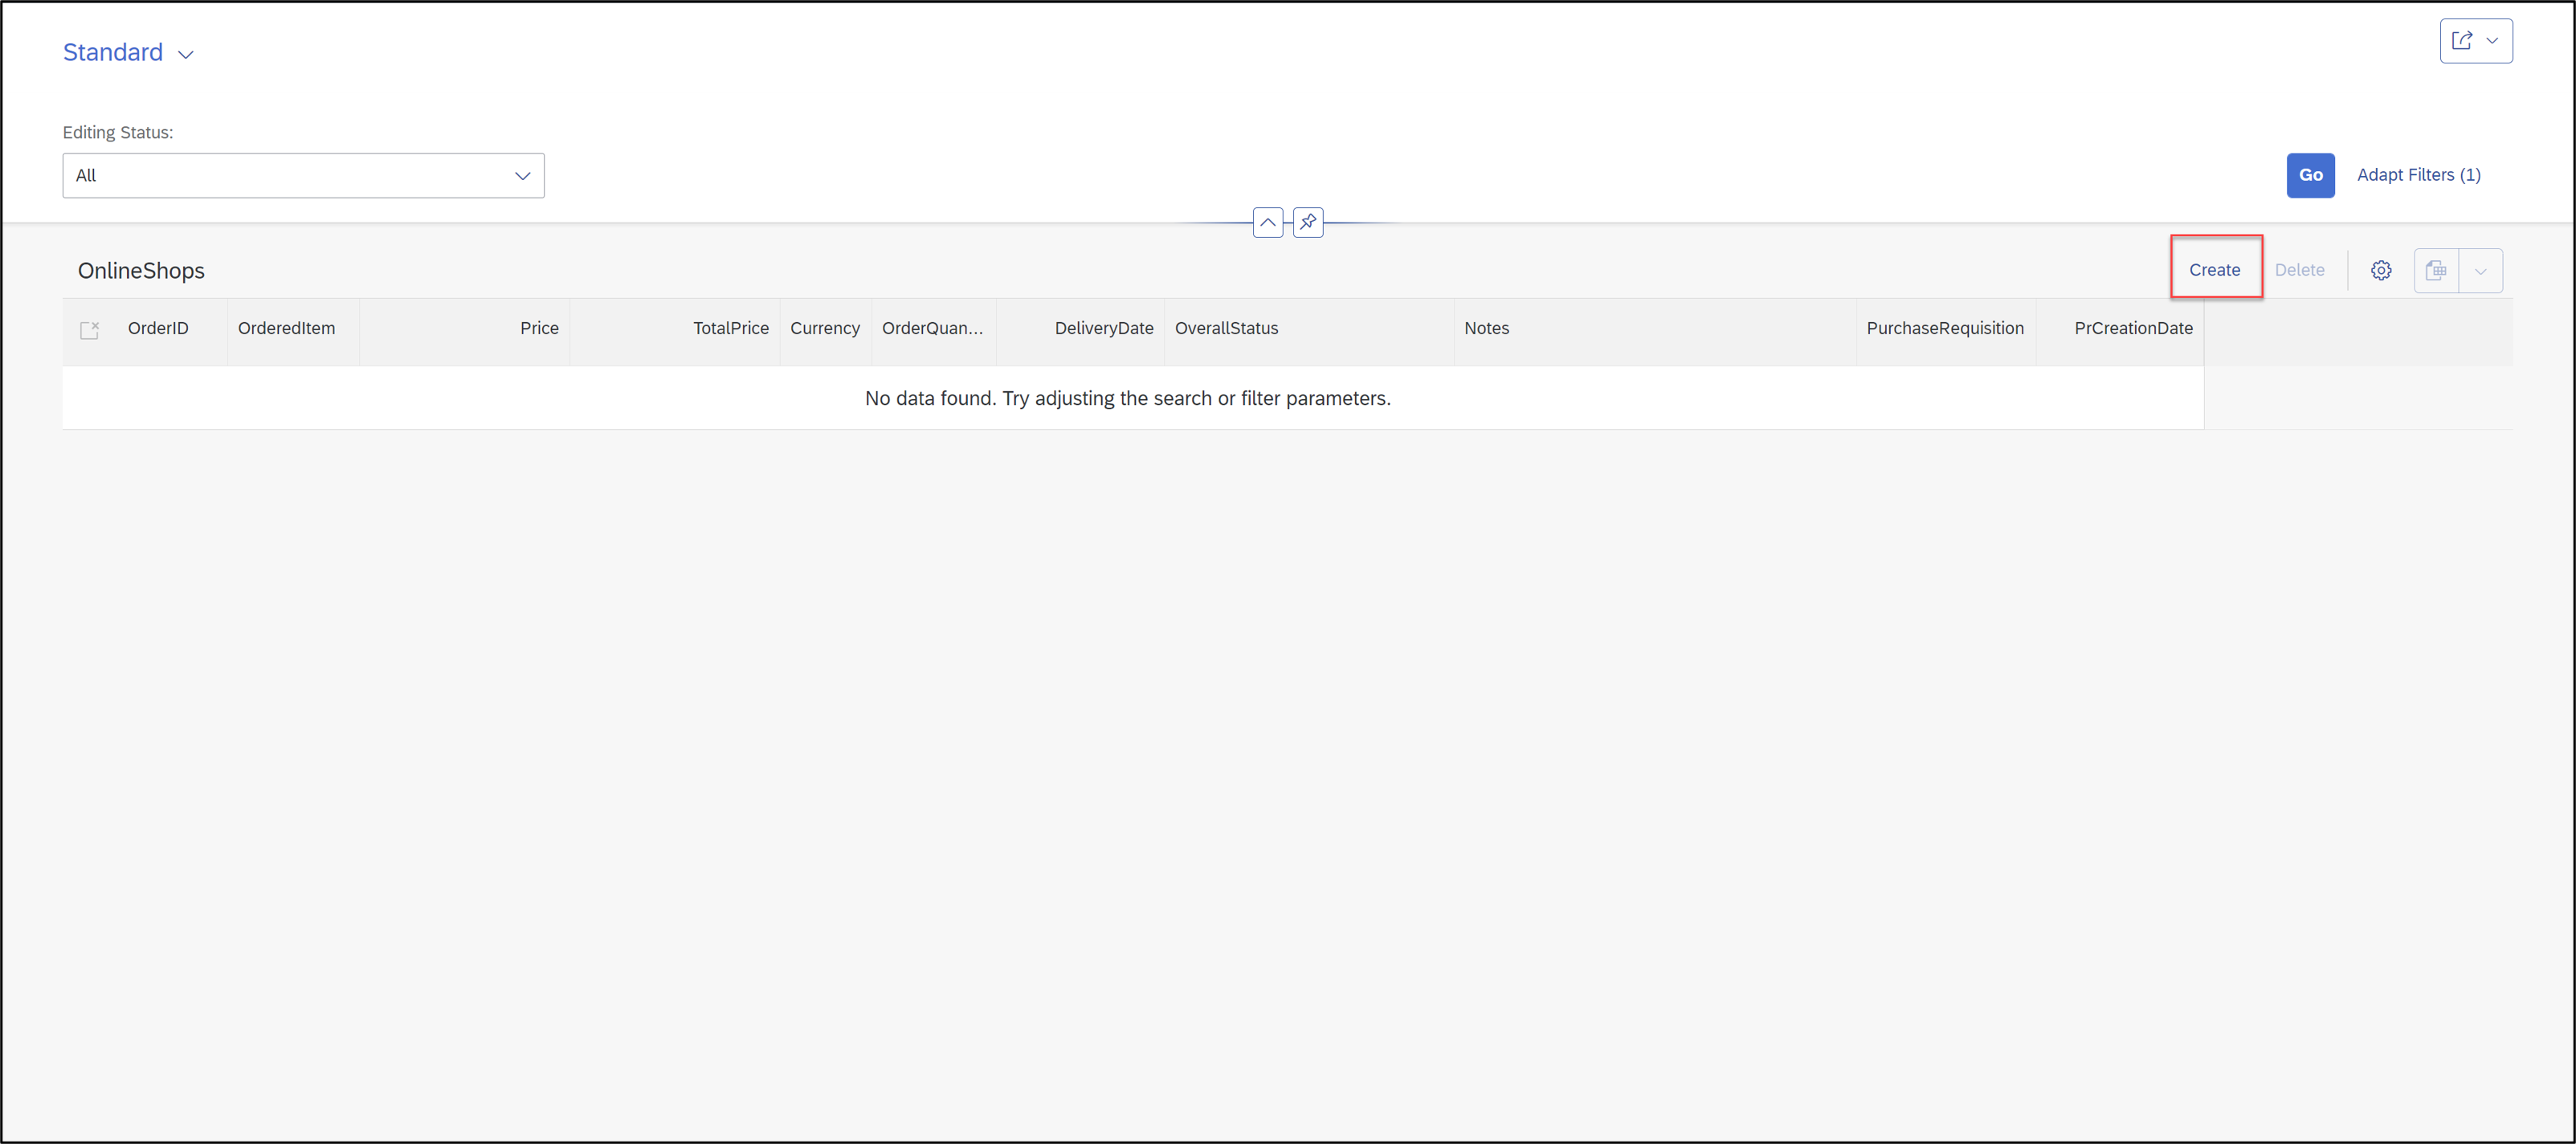 Standard
Editing Status:
All
Go Adapt Filters (1)
OnlineShops Create Delete
OrderID OrderedItem Price TotalPrice Currency OrderQuan... DeliveryDate OverallStatus Notes PurchaseRequisition PrCreationDate
No data found. Try adjusting the search or filter parameters.